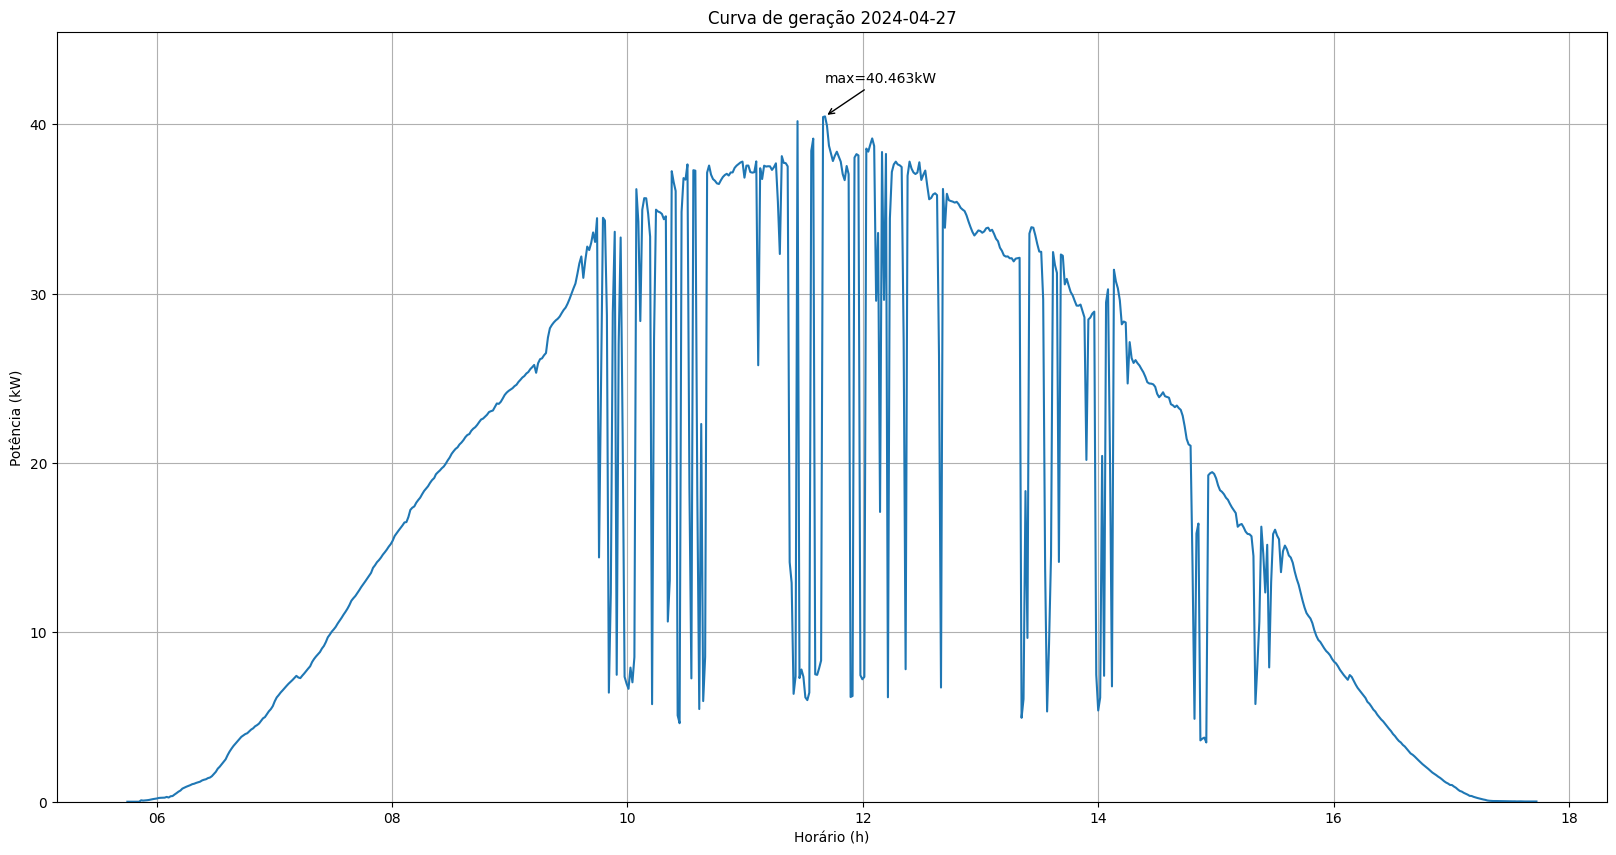 Curva de geração 2024-04-27
max=40.463kW
Potência (kW)
40
30
20
10
0
06 08 10 12 14 16 18
Horário (h)